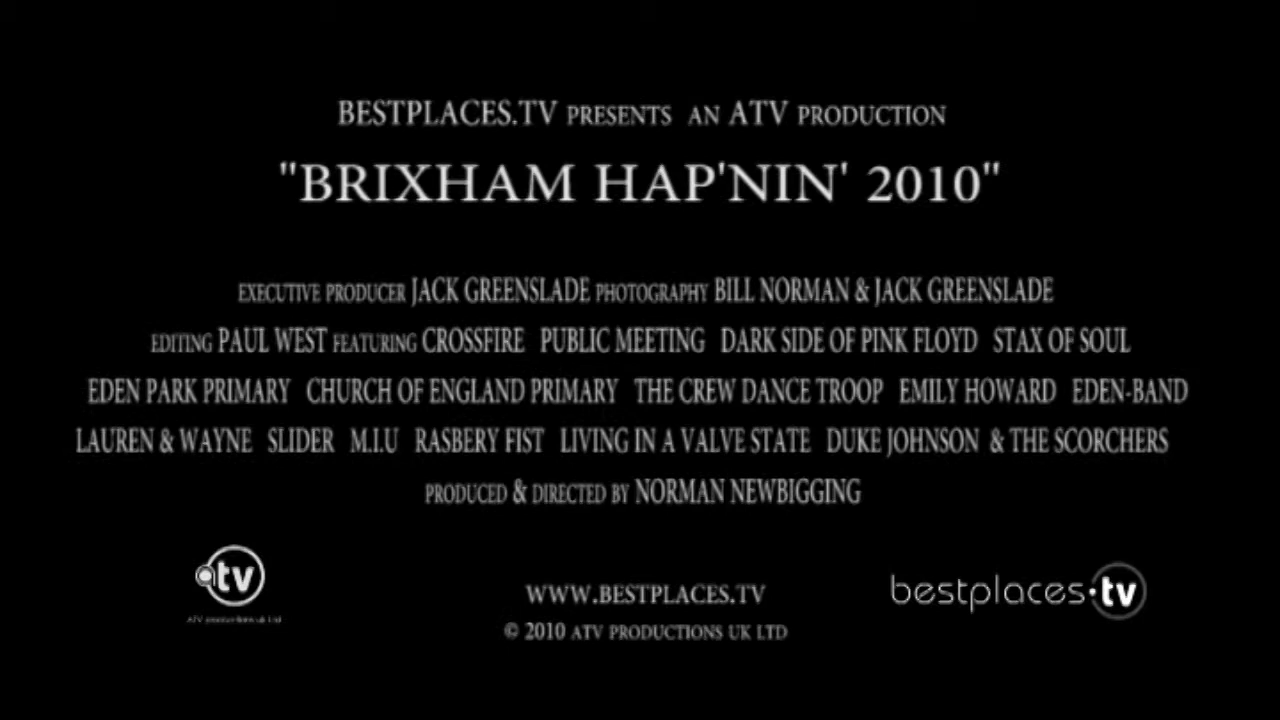 BESTPLACES.TV PRESENTS AN ATV PRODUCTION
"BRIXHAM HAP'NIN' 2010"
EXECUTIVE PRODUCER JACK GREENSLADE PHOTOGRAPHY BILL NORMAN & JACK GREENSLADE
EDITING PAUL WEST FEATURING CROSSFIRE PUBLIC MEETING DARK SIDE OF PINK FLOYD STAX OF SOUL
EDEN PARK PRIMARY CHURCH OF ENGLAND PRIMARY THE CREW DANCE TROOP EMILY HOWARD EDEN-BAND
LAUREN & WAYNE SLIDER M.I.U RASBERY FIST LIVING IN A VALVE STATE DUKE JOHNSON & THE SCORCHERS
PRODUCED & DIRECTED BY NORMAN NEWBIGGING
atv
ATV productions uk Ltd
WWW.BESTPLACES.TV
bestplaces.tv
© 2010 ATV PRODUCTIONS UK LTD